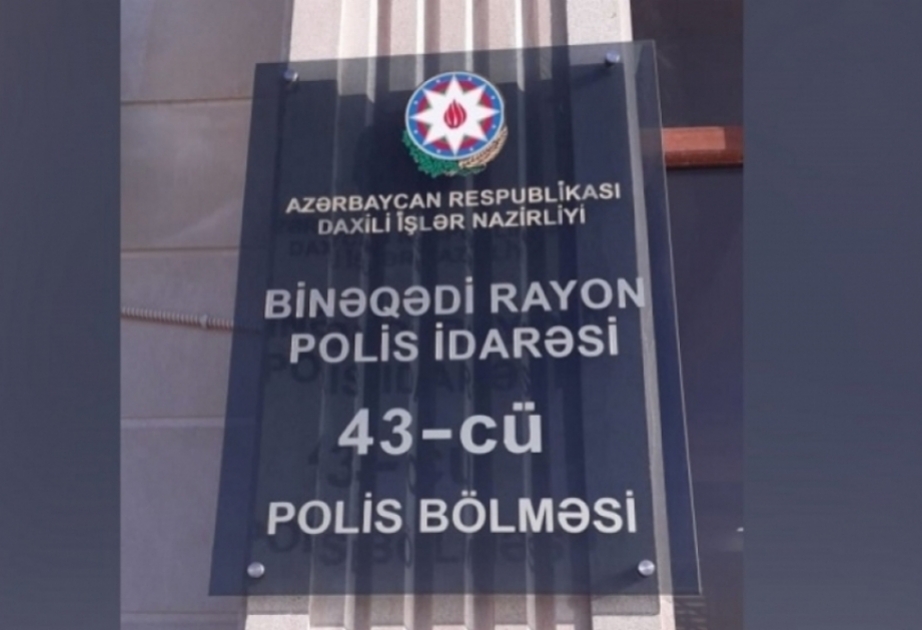 AZƏRBAYCAN RESPUBLİKASI
DAXİLİ İŞLƏR NAZİRLİYİ
BİNƏQƏDİ RAYON
POLİS İDARƏSİ
43-cü
POLİS BÖLMƏSİ